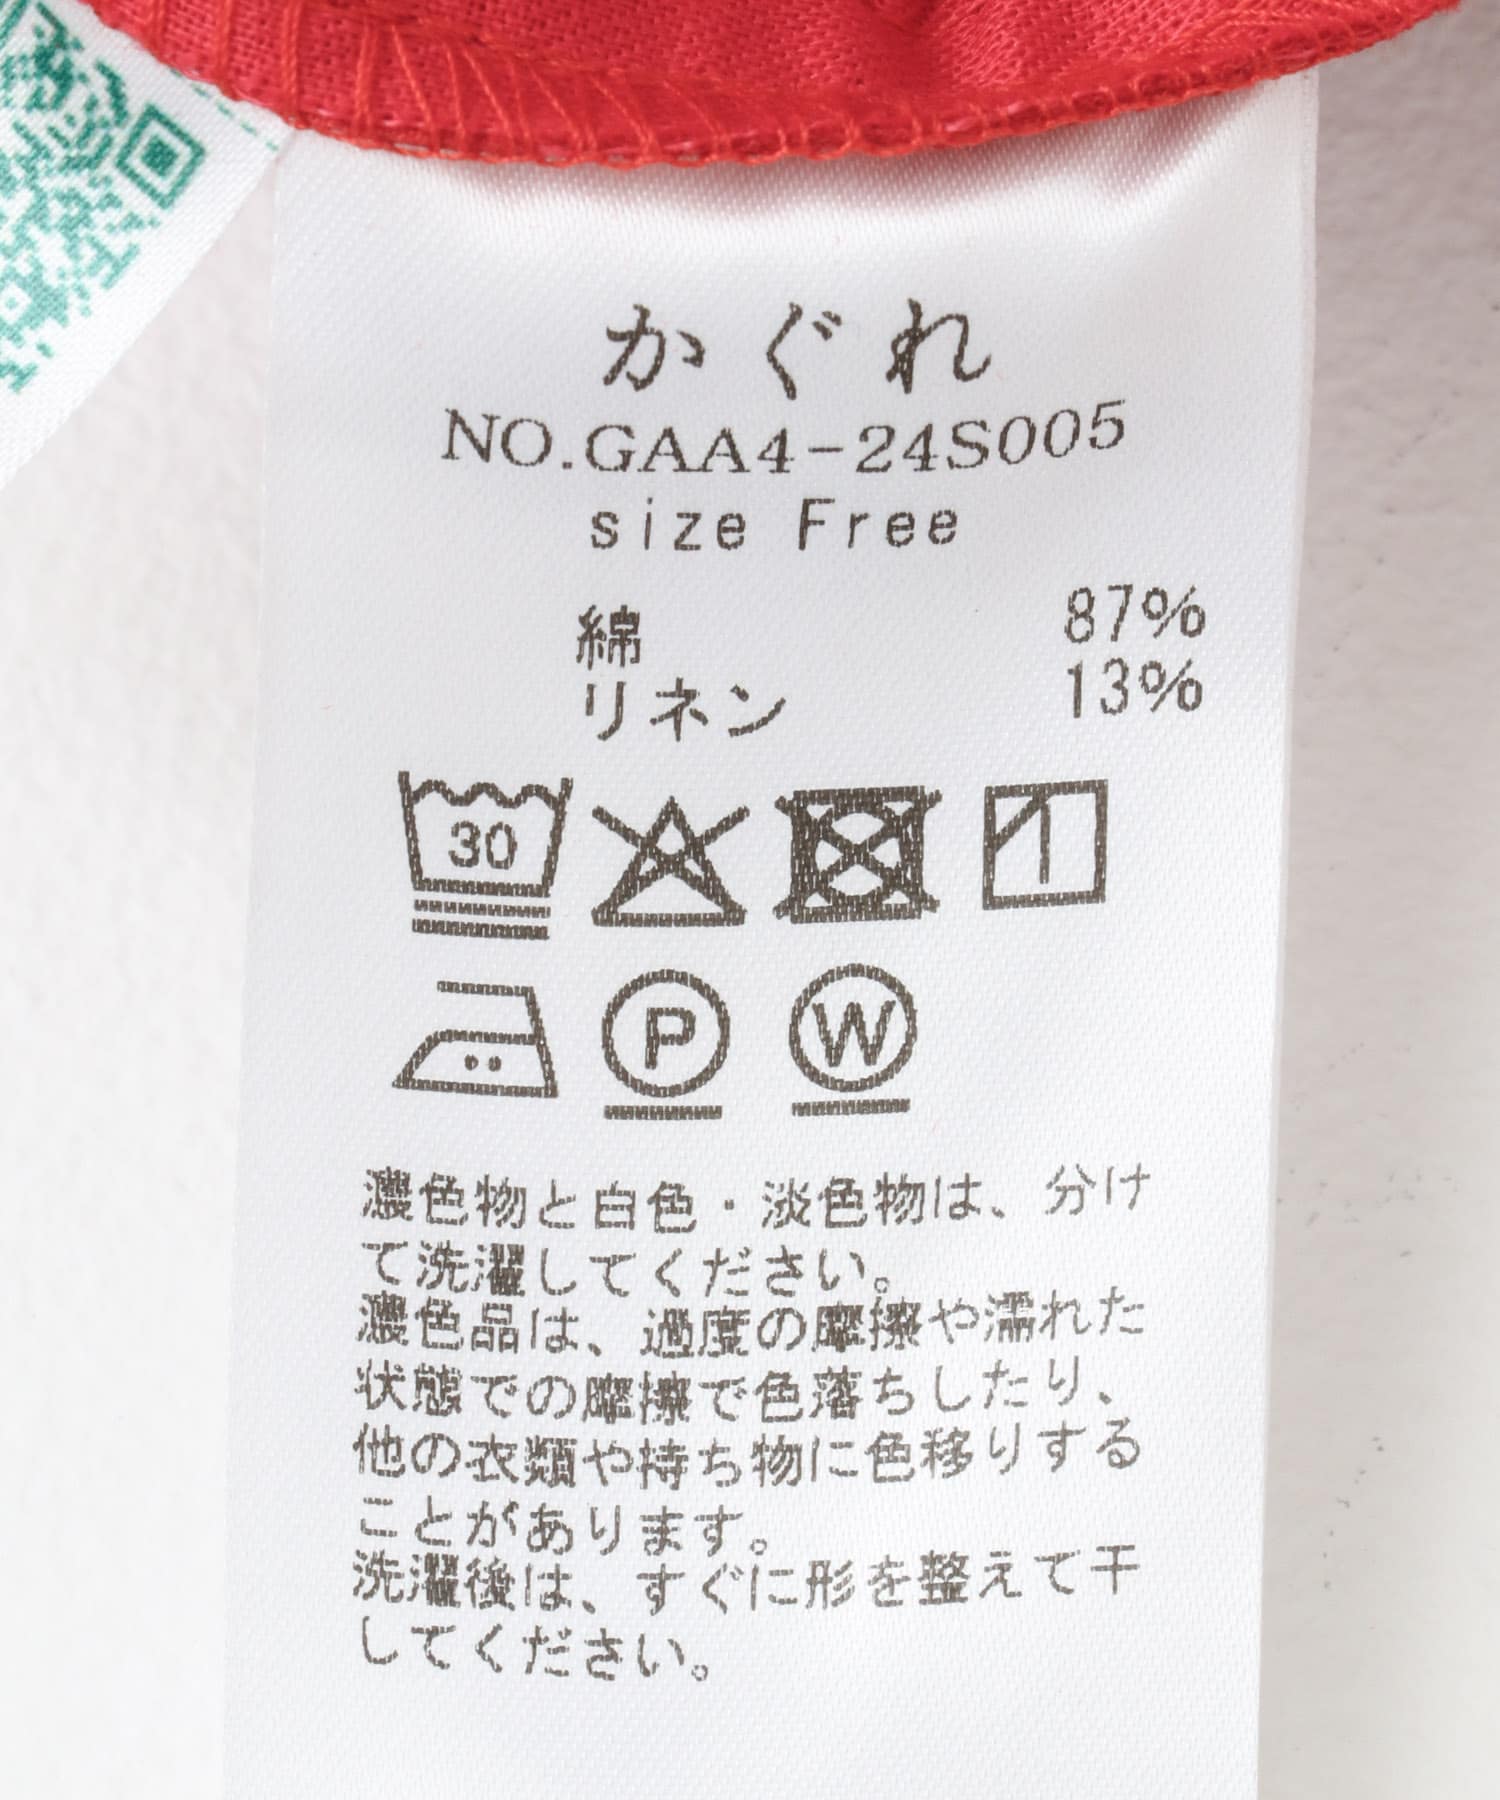 かぐれ
NO.GAA4-24S005
size Free
綿 87%
リネン 13%
30
P W
濃色物と白色・淡色物は、分け
て洗濯してください。
濃色品は、過度の摩擦や濡れた
状態での摩擦で色落ちしたり、
他の衣類や持ち物に色移りする
ことがあります。
洗濯後は、すぐに形を整えて干
してください。